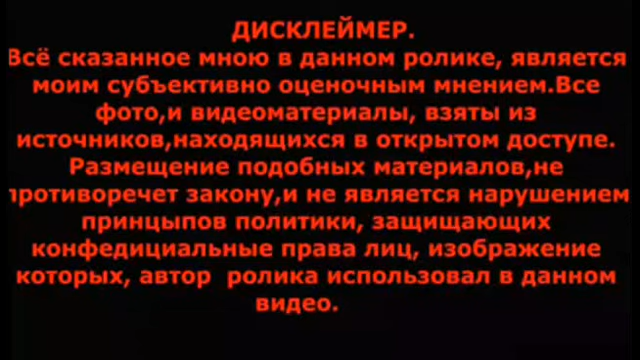 ДИСКЛЕЙМЕР.
Всё сказанное мною в данном ролике, является
моим субъективно оценочным мнением.Все
фото,и видеоматериалы, взяты из
источников,находящихся в открытом доступе.
Размещение подобных материалов,не
противоречет закону,и не является нарушением
принцыпов политики, защищающих
конфедициальные права лиц, изображение
которых, автор ролика использовал в данном
видео.